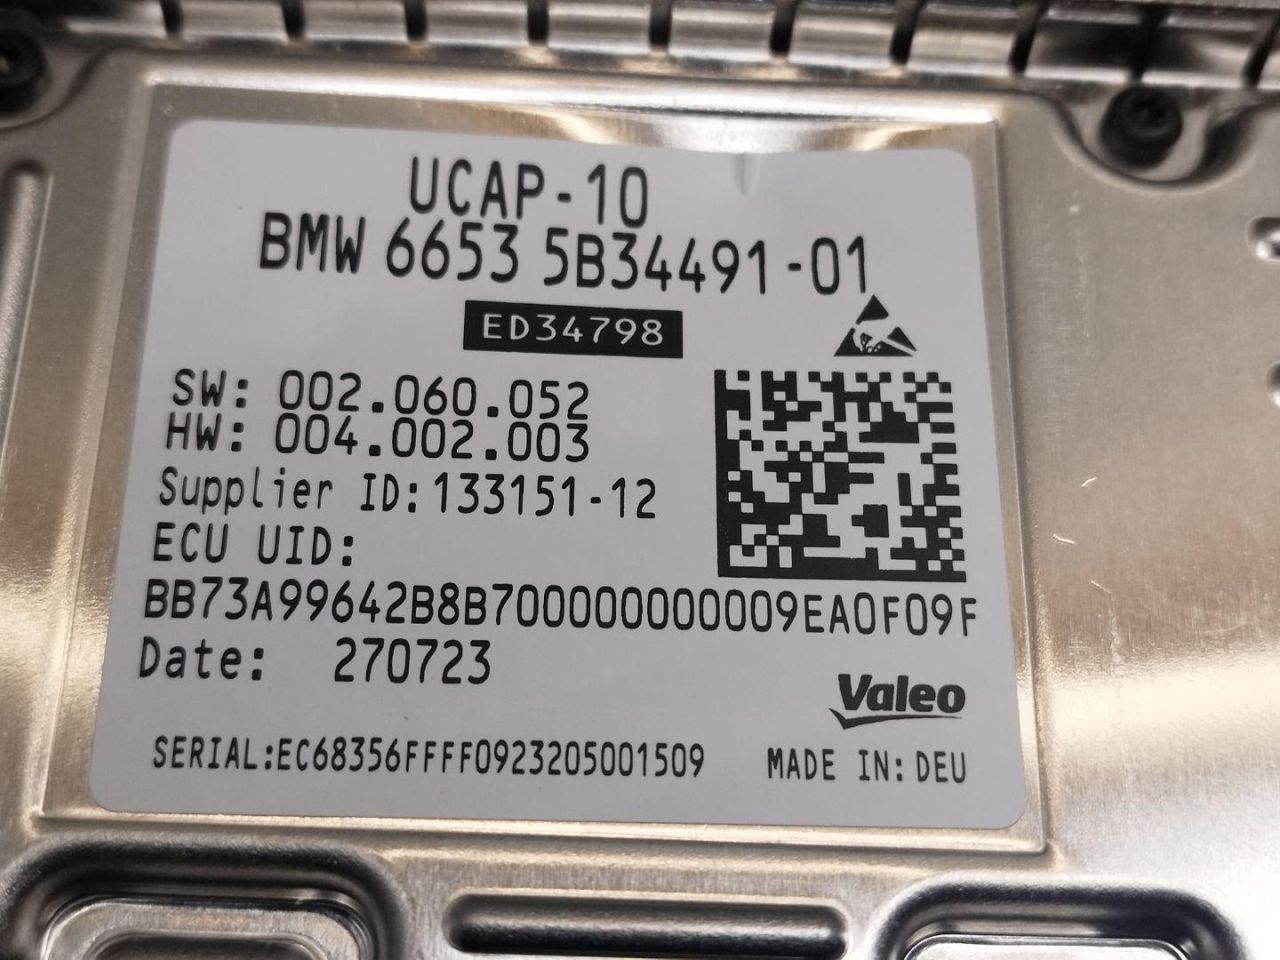 UCAP-10
BMW 6653 5B34491-01
ED34798
SW: 002.060.052
HW: 004.002.003
Supplier ID:133151-12
ECU UID:
BB73A99642B8B700000000009EA0F09F
Date: 270723
Valeo
SERIAL:EC68356FFFF0923205001509 MADE IN: DEU